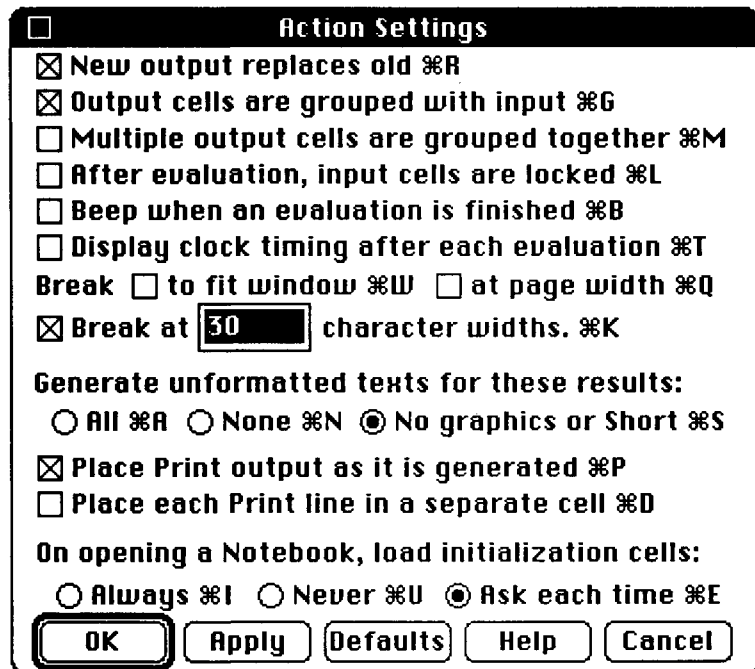 Action Settings
New output replaces old ⌘R
Output cells are grouped with input ⌘G
Multiple output cells are grouped together ⌘M
After evaluation, input cells are locked ⌘L
Beep when an evaluation is finished ⌘B
Display clock timing after each evaluation ⌘T
Break to fit window ⌘W at page width ⌘Q
Break at 30 character widths. ⌘K
Generate unformatted texts for these results:
All ⌘A None ⌘N No graphics or Short ⌘S
Place Print output as it is generated ⌘P
Place each Print line in a separate cell ⌘D
On opening a Notebook, load initialization cells:
Always ⌘I Never ⌘U Ask each time ⌘E
OK Apply Defaults Help Cancel